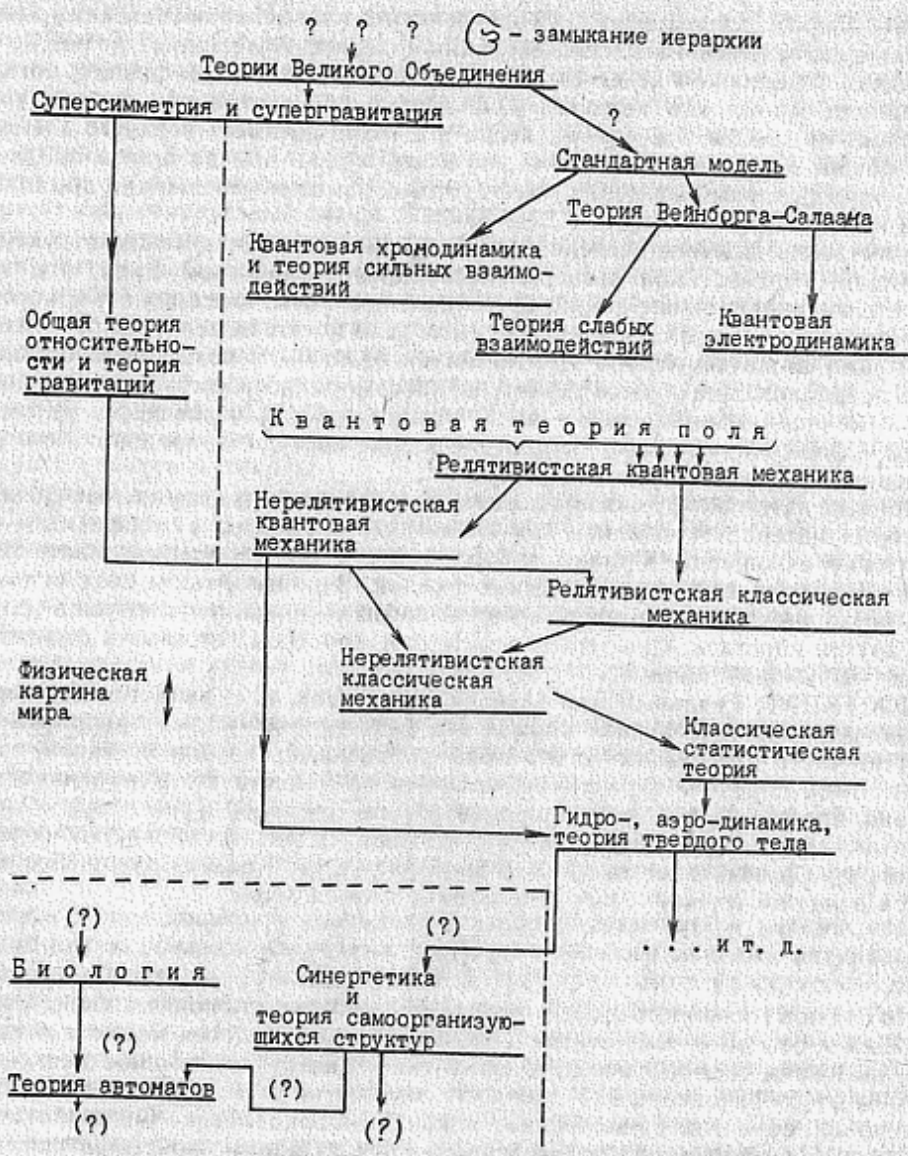 ? ? ?
- замыкание иерархии
Теории Великого Объединения
Суперсимметрия и супергравитация
?
Стандартная модель
Теория Вейнборга-Салаама
Квантовая хромодинамика
и теория сильных взаимо-
действий
Общая теория
относительно-
сти и теория
гравитации
Теория слабых
взаимодействий
Квантовая
электродинамика
Квантовая теория поля
Релятивистская квантовая механика
Нерелятивистская
квантовая
механика
Релятивистская классическая
механика
Нерелятивистская
классическая
механика
Физическая
картина
мира
Классическая
статистическая
теория
Гидро-, аэро-динамика,
теория твердого тела
(?)
(?)
. . . и т. д.
Биология
Синергетика
и
теория самоорганизую-
щихся структур
(?)
Теория автоматов
(?)
(?)
(?)